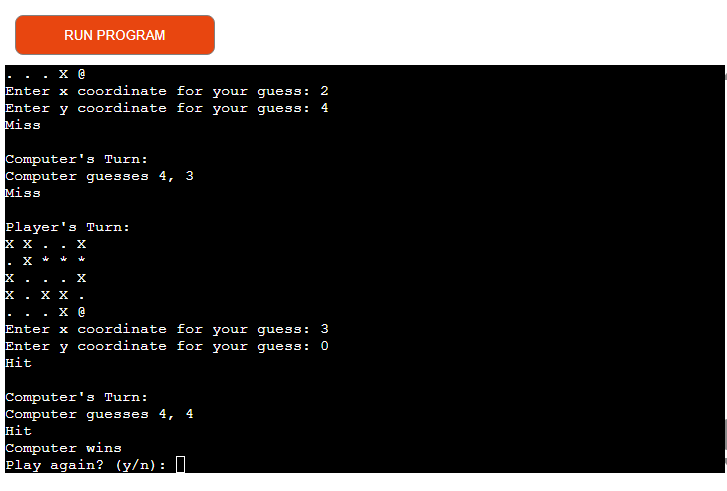 RUN PROGRAM
. . . X @
Enter x coordinate for your guess: 2
Enter y coordinate for your guess: 4
Miss
Computer's Turn:
Computer guesses 4, 3
Miss
Player's Turn:
X X . . X
. X * * *
X . . . X
X . X X .
. . . X @
Enter x coordinate for your guess: 3
Enter y coordinate for your guess: 0
Hit
Computer's Turn:
Computer guesses 4, 4
Hit
Computer wins
Play again? (y/n):